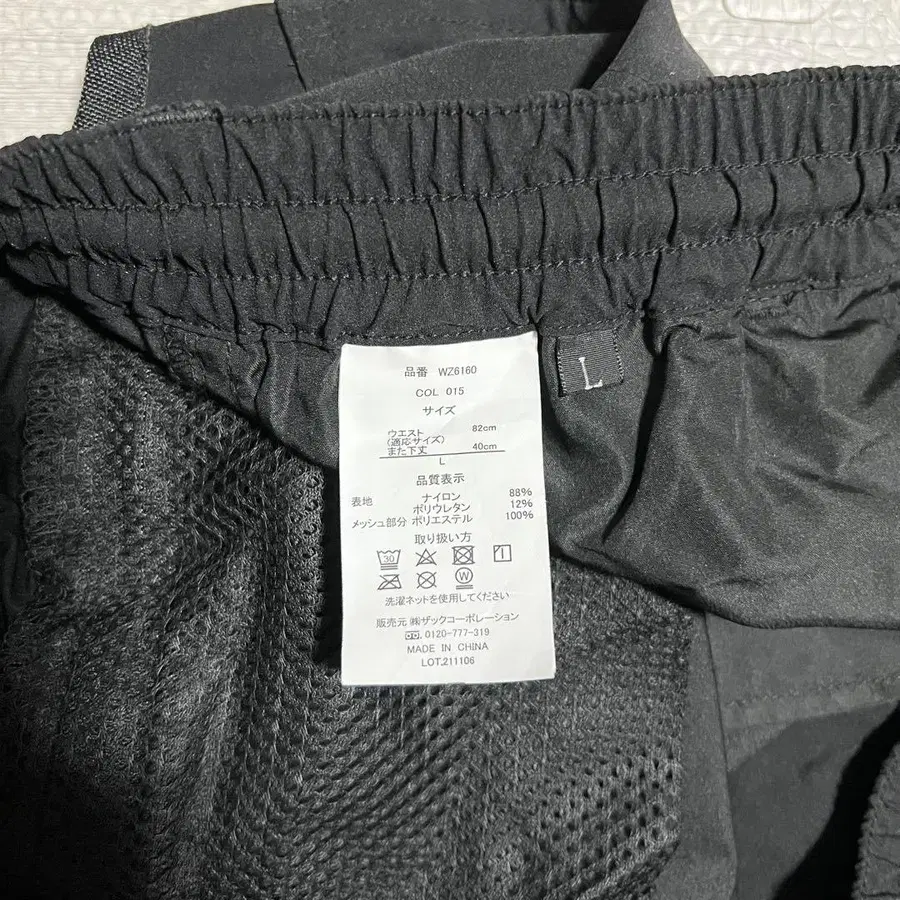 品番 WZ6160
COL 015
サイズ
ウエスト 82cm
(適応サイズ)
また下丈 40cm
L
品質表示
表地 ナイロン 88%
ポリウレタン 12%
メッシュ部分 ポリエステル 100%
取り扱い方
30
W
洗濯ネットを使用してください
販売元 ㈱ザックコーポレーション
0120-777-319
MADE IN CHINA
LOT.211106
L